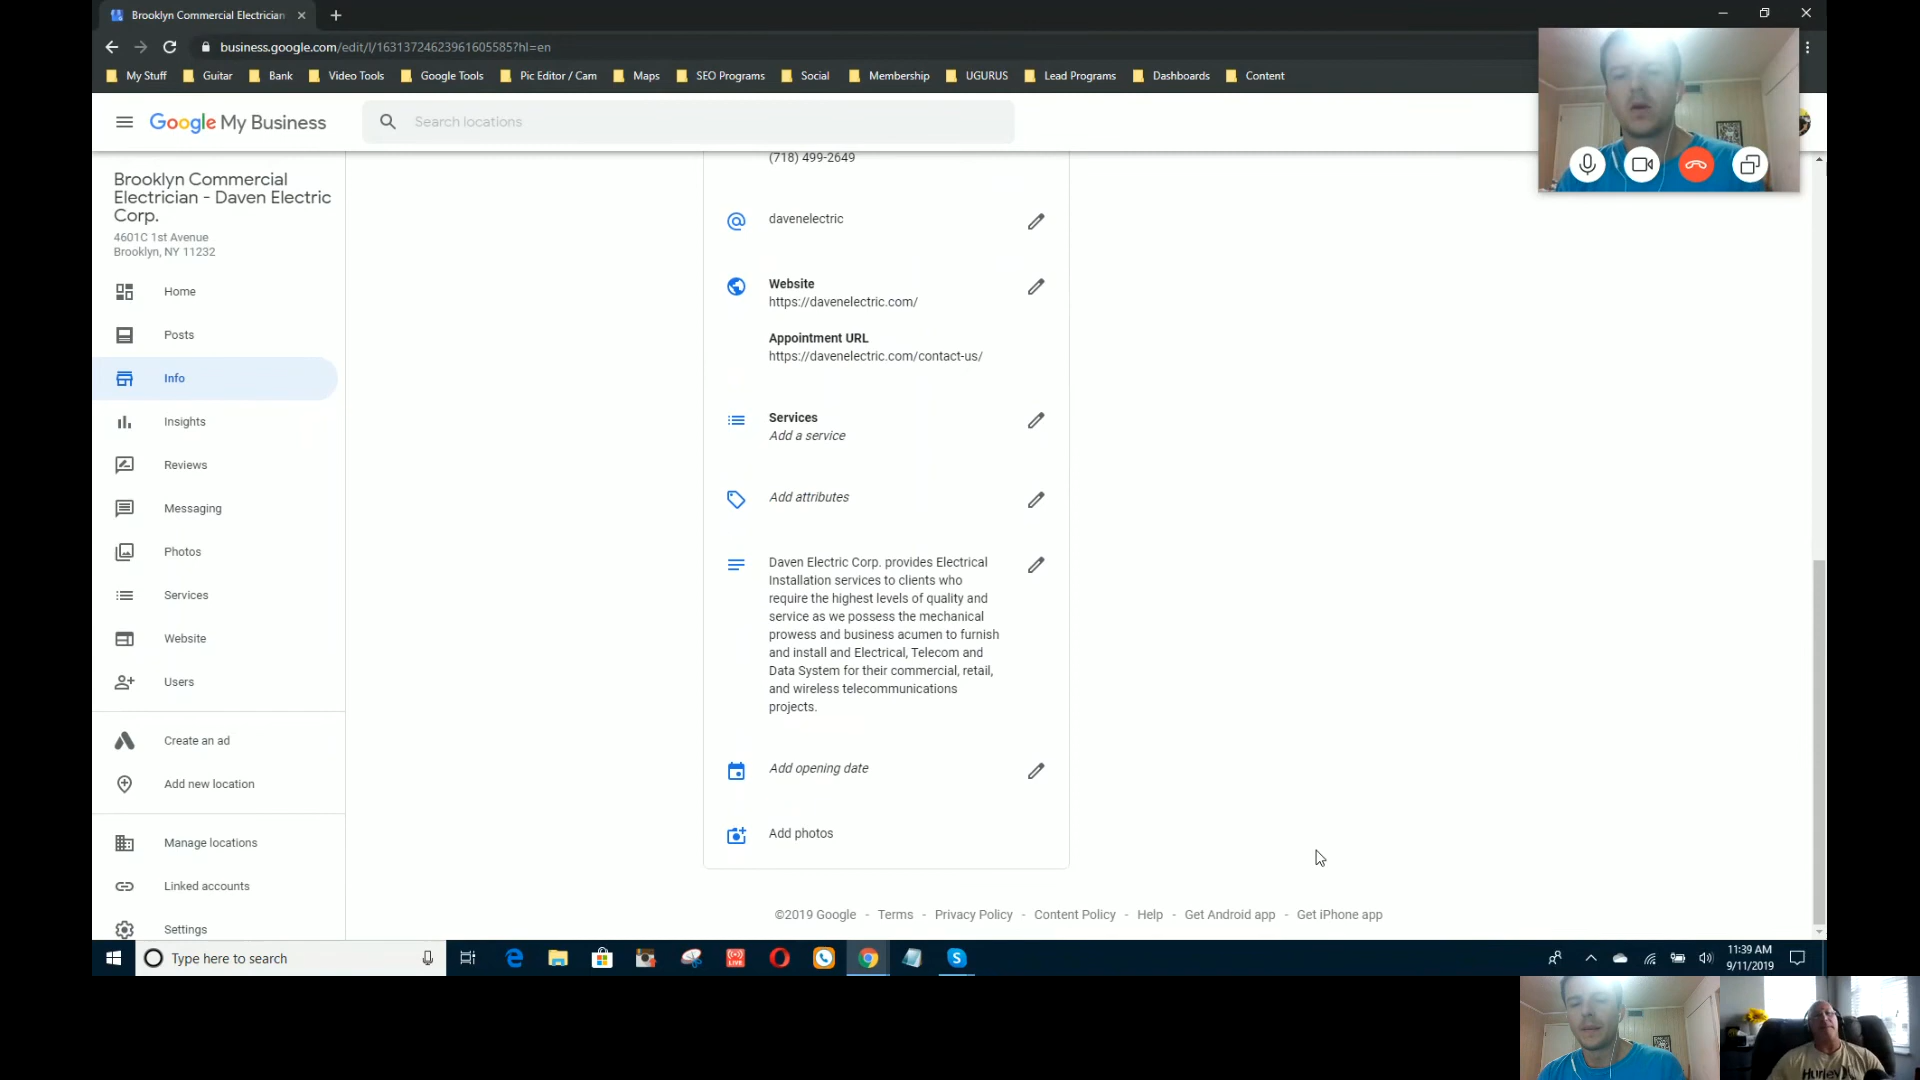 Brooklyn Commercial Electrician
business.google.com/edit/l/16313724623961605585?hl=en
My Stuff
Guitar
Bank
Video Tools
Google Tools
Pic Editor / Cam
Maps
SEO Programs
Social
Membership
UGURUS
Lead Programs
Dashboards
Content
Google My Business
Search locations
Brooklyn Commercial
Electrician - Daven Electric
Corp.
4601C 1st Avenue
Brooklyn, NY 11232
Home
Posts
Info
Insights
Reviews
Messaging
Photos
Services
Website
Users
Create an ad
Add new location
Manage locations
Linked accounts
Settings
(718) 499-2649
davenelectric
Website
https://davenelectric.com/
Appointment URL
https://davenelectric.com/contact-us/
Services
Add a service
Add attributes
Daven Electric Corp. provides Electrical
Installation services to clients who
require the highest levels of quality and
service as we possess the mechanical
prowess and business acumen to furnish
and install and Electrical, Telecom and
Data System for their commercial, retail,
and wireless telecommunications
projects.
Add opening date
Add photos
©2019 Google - Terms - Privacy Policy - Content Policy - Help - Get Android app - Get iPhone app
Type here to search
LIVE
11:39 AM
9/11/2019
Hurley